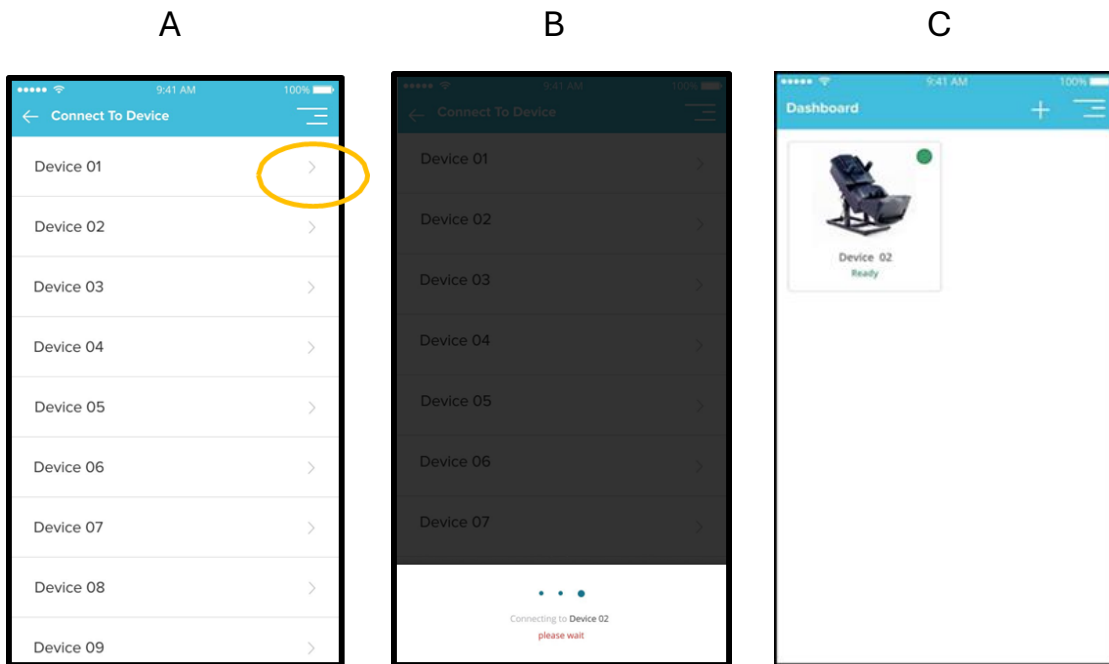 A
B
C
9:41 AM
100%
Connect To Device
Device 01
Device 02
Device 03
Device 04
Device 05
Device 06
Device 07
Device 08
Device 09
9:41 AM
100%
Connect To Device
Device 01
Device 02
Device 03
Device 04
Device 05
Device 06
Device 07
Connecting to Device 02
please wait
9:41 AM
100%
Dashboard
Device 02
Ready